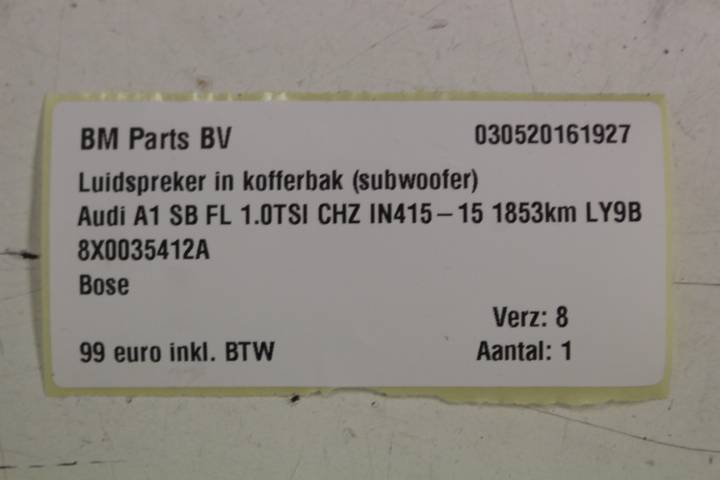 BM Parts BV 030520161927
Luidspreker in kofferbak (subwoofer)
Audi A1 SB FL 1.0TSI CHZ IN415-15 1853km LY9B
8X0035412A
Bose
Verz: 8
99 euro inkl. BTW Aantal: 1